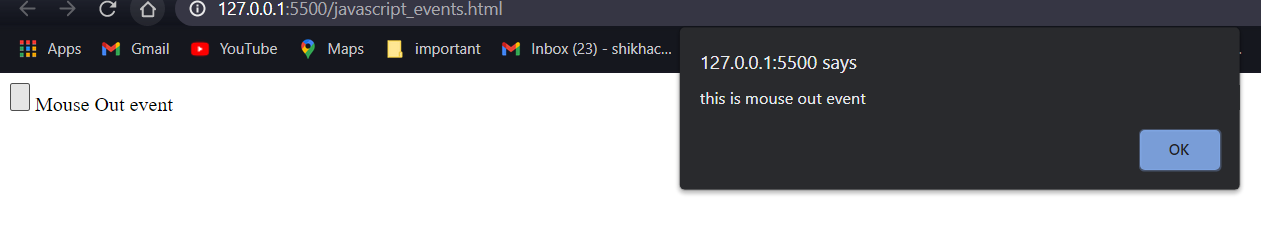 127.0.0.1:5500/javascript_events.html
Apps Gmail YouTube Maps important Inbox (23) - shikhac...
127.0.0.1:5500 says
this is mouse out event
Mouse Out event
OK